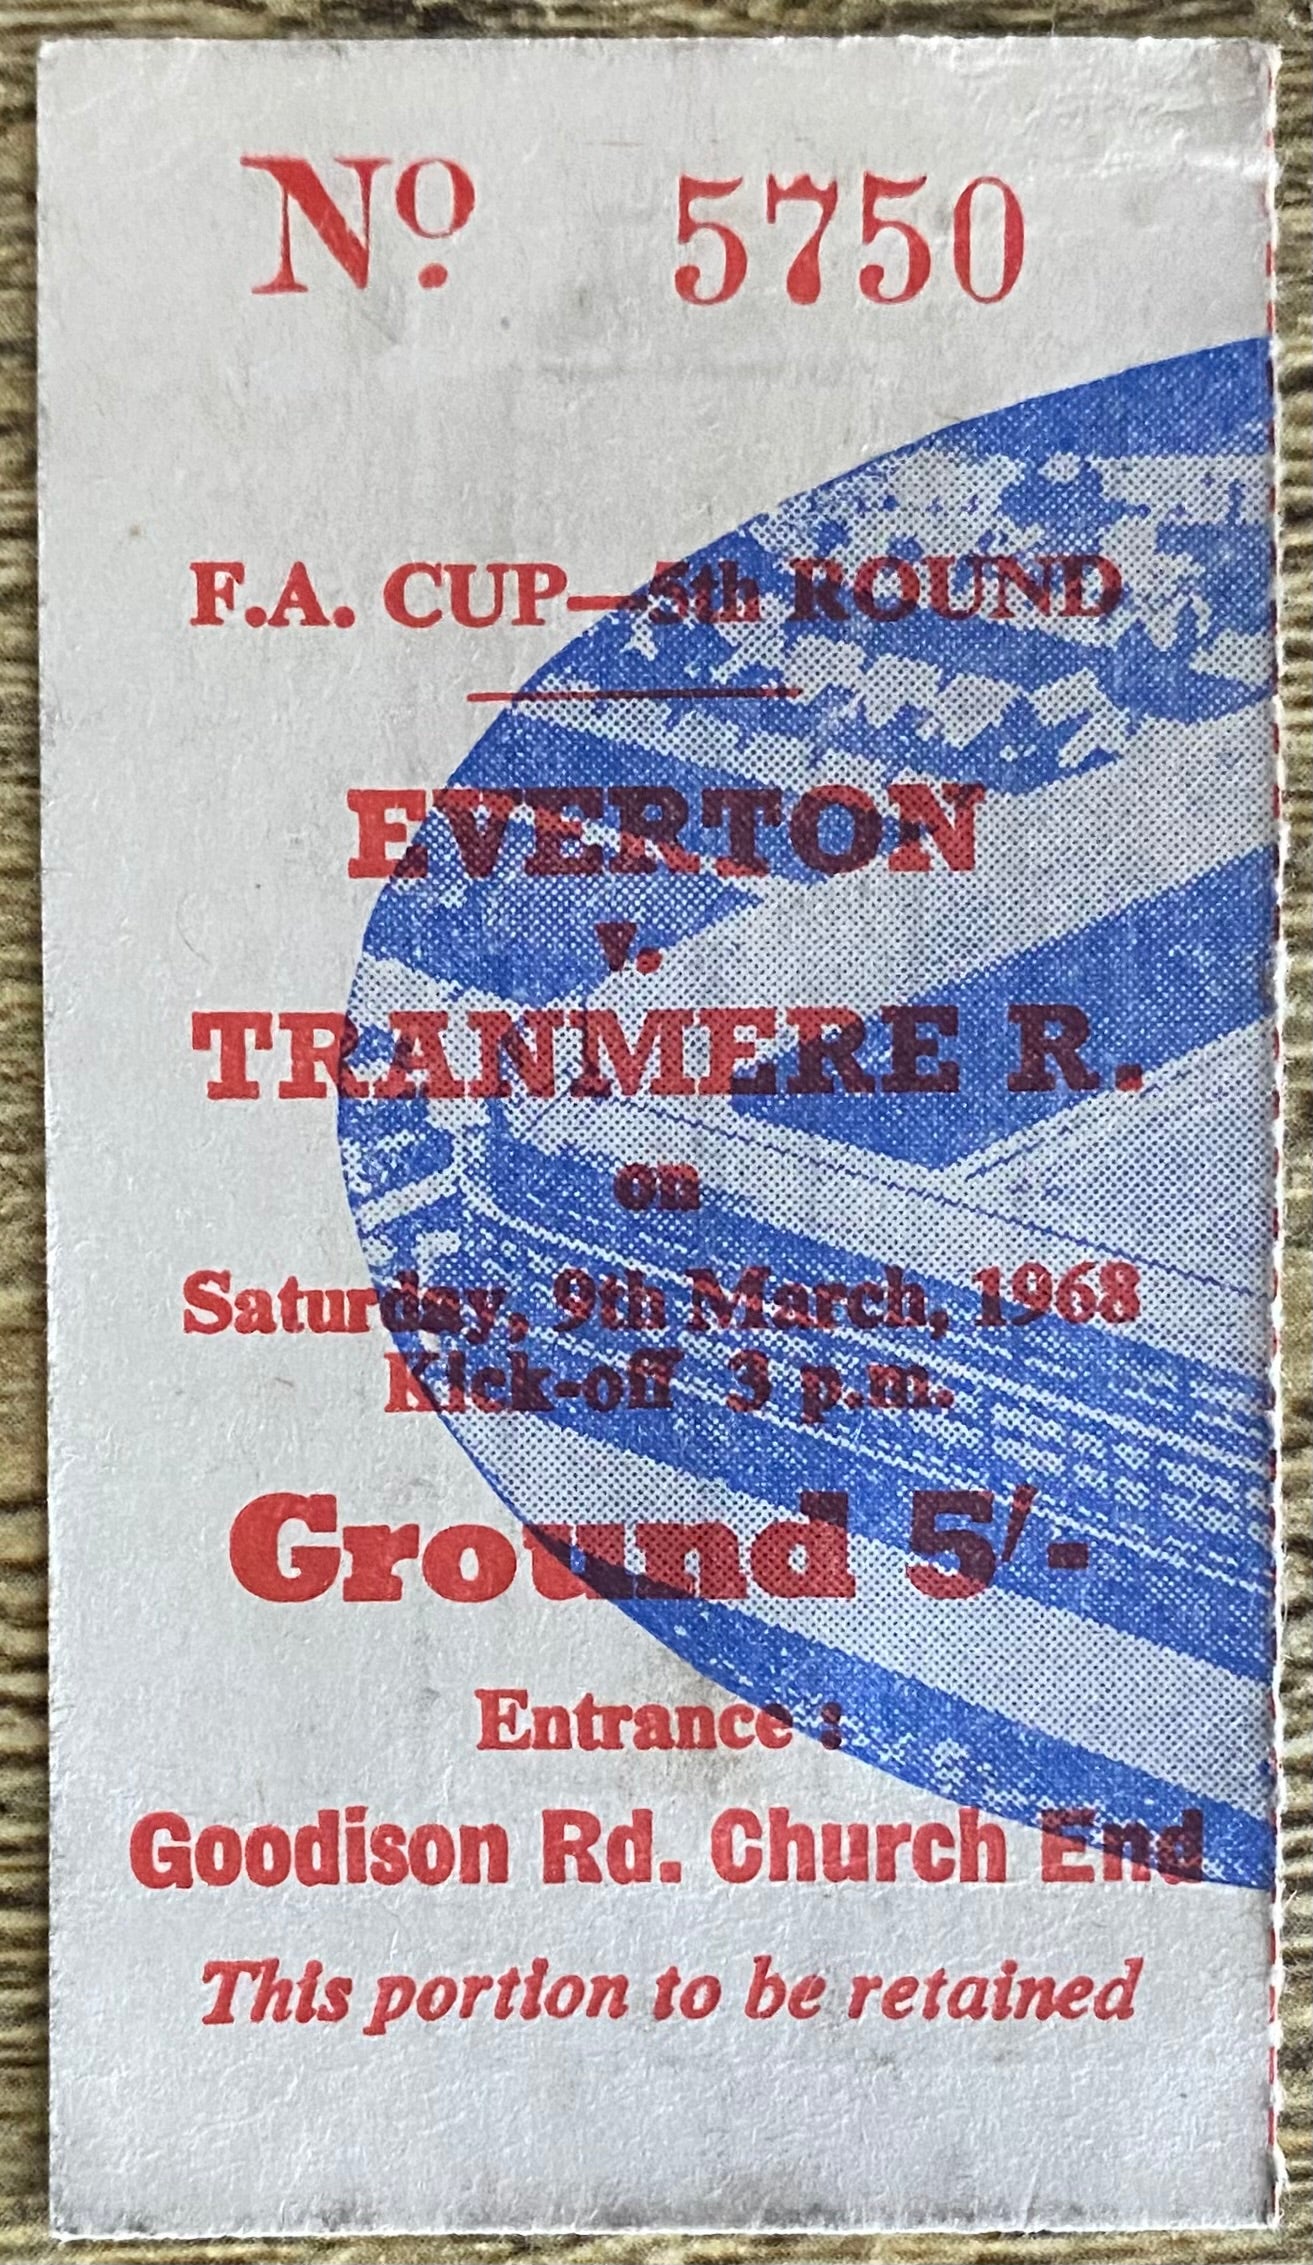 Nº. 5750
F.A. CUP—5th ROUND
EVERTON
v.
TRANMERE R.
on
Saturday, 9th March, 1968
Kick-off 3 p.m.
Ground 5/-
Entrance :
Goodison Rd. Church End
This portion to be retained